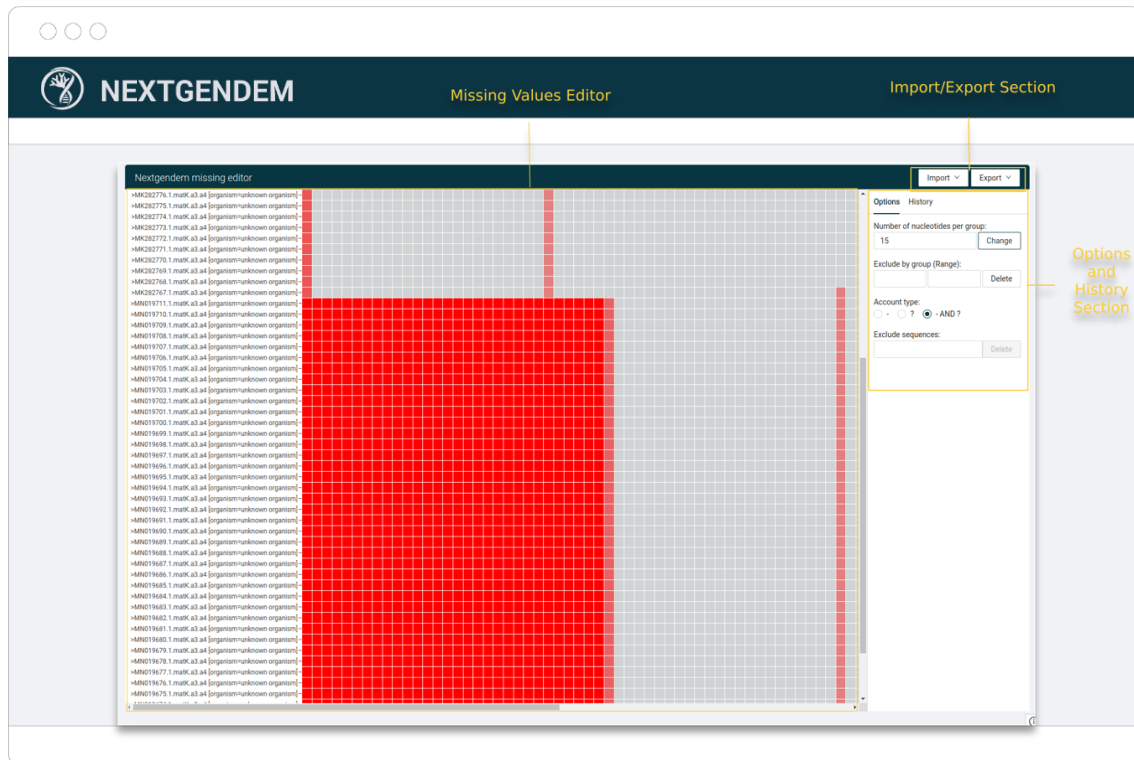 NEXTGENDEM
Missing Values Editor
Import/Export Section
Nextgendem missing editor
Import
Export
>MK282776.1.matK.a3.a4 [organism=unknown organism]
>MK282775.1.matK.a3.a4 [organism=unknown organism]
>MK282774.1.matK.a3.a4 [organism=unknown organism]
>MK282773.1.matK.a3.a4 [organism=unknown organism]
>MK282772.1.matK.a3.a4 [organism=unknown organism]
>MK282771.1.matK.a3.a4 [organism=unknown organism]
>MK282770.1.matK.a3.a4 [organism=unknown organism]
>MK282769.1.matK.a3.a4 [organism=unknown organism]
>MK282768.1.matK.a3.a4 [organism=unknown organism]
>MK282767.1.matK.a3.a4 [organism=unknown organism]
>MN019711.1.matK.a3.a4 [organism=unknown organism]
>MN019710.1.matK.a3.a4 [organism=unknown organism]
>MN019709.1.matK.a3.a4 [organism=unknown organism]
>MN019708.1.matK.a3.a4 [organism=unknown organism]
>MN019707.1.matK.a3.a4 [organism=unknown organism]
>MN019706.1.matK.a3.a4 [organism=unknown organism]
>MN019705.1.matK.a3.a4 [organism=unknown organism]
>MN019704.1.matK.a3.a4 [organism=unknown organism]
>MN019703.1.matK.a3.a4 [organism=unknown organism]
>MN019702.1.matK.a3.a4 [organism=unknown organism]
>MN019701.1.matK.a3.a4 [organism=unknown organism]
>MN019700.1.matK.a3.a4 [organism=unknown organism]
>MN019699.1.matK.a3.a4 [organism=unknown organism]
>MN019698.1.matK.a3.a4 [organism=unknown organism]
>MN019697.1.matK.a3.a4 [organism=unknown organism]
>MN019696.1.matK.a3.a4 [organism=unknown organism]
>MN019695.1.matK.a3.a4 [organism=unknown organism]
>MN019694.1.matK.a3.a4 [organism=unknown organism]
>MN019693.1.matK.a3.a4 [organism=unknown organism]
>MN019692.1.matK.a3.a4 [organism=unknown organism]
>MN019691.1.matK.a3.a4 [organism=unknown organism]
>MN019690.1.matK.a3.a4 [organism=unknown organism]
>MN019689.1.matK.a3.a4 [organism=unknown organism]
>MN019688.1.matK.a3.a4 [organism=unknown organism]
>MN019687.1.matK.a3.a4 [organism=unknown organism]
>MN019686.1.matK.a3.a4 [organism=unknown organism]
>MN019685.1.matK.a3.a4 [organism=unknown organism]
>MN019684.1.matK.a3.a4 [organism=unknown organism]
>MN019683.1.matK.a3.a4 [organism=unknown organism]
>MN019682.1.matK.a3.a4 [organism=unknown organism]
>MN019681.1.matK.a3.a4 [organism=unknown organism]
>MN019680.1.matK.a3.a4 [organism=unknown organism]
>MN019679.1.matK.a3.a4 [organism=unknown organism]
>MN019678.1.matK.a3.a4 [organism=unknown organism]
>MN019677.1.matK.a3.a4 [organism=unknown organism]
>MN019676.1.matK.a3.a4 [organism=unknown organism]
>MN019675.1.matK.a3.a4 [organism=unknown organism]
Options History
Number of nucleotides per group:
15 Change
Exclude by group (Range):
Delete
Account type:
- ? - AND ?
Exclude sequences:
Delete
Options
and
History
Section